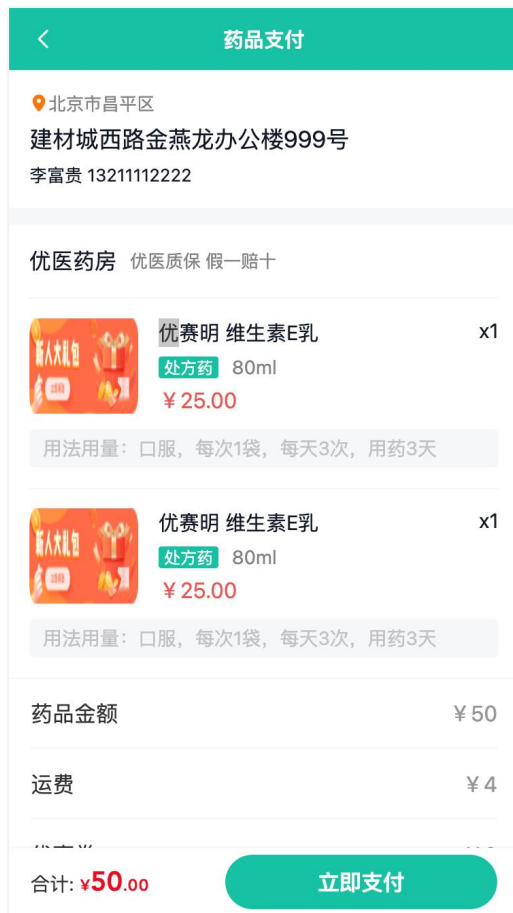 药品支付
北京市昌平区
建材城西路金燕龙办公楼999号
李富贵 13211112222
优医药房 优医质保 假一赔十
新人大礼包
优赛明 维生素E乳 x1
处方药 80ml
¥25.00
用法用量：口服，每次1袋，每天3次，用药3天
新人大礼包
优赛明 维生素E乳 x1
处方药 80ml
¥25.00
用法用量：口服，每次1袋，每天3次，用药3天
药品金额 ¥50
运费 ¥4
合计: ¥50.00 立即支付